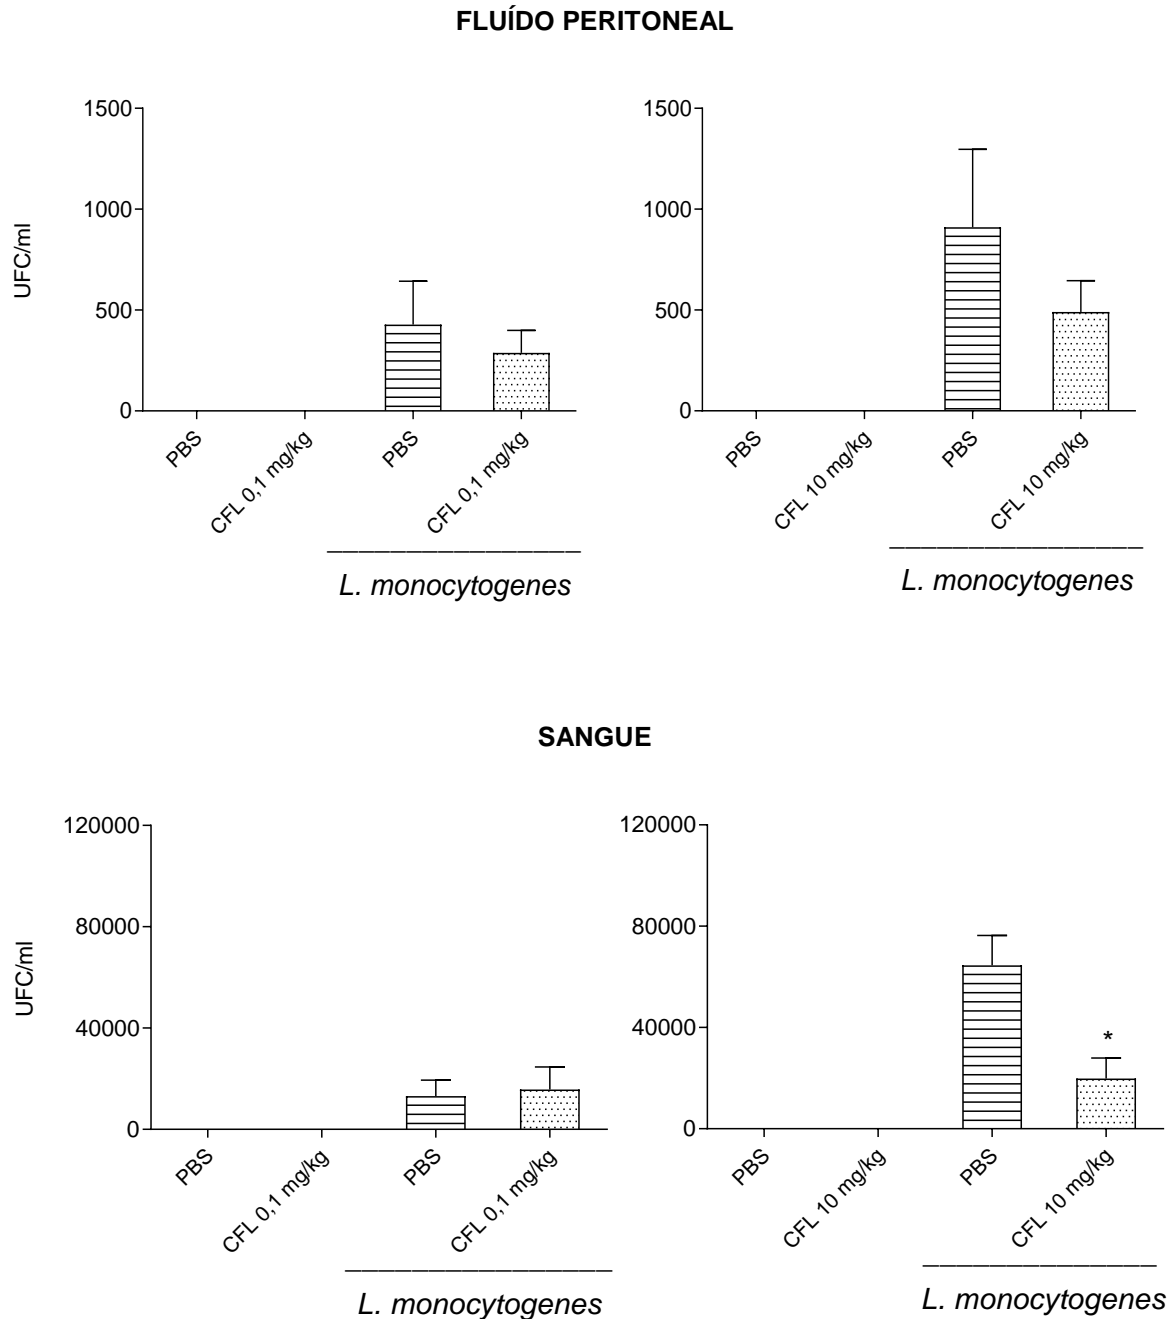 FLUÍDO PERITONEAL
UFC/ml
1500
1000
500
0
PBS
CFL 0,1 mg/kg
PBS
CFL 0,1 mg/kg
L. monocytogenes
1500
1000
500
0
PBS
CFL 10 mg/kg
PBS
CFL 10 mg/kg
L. monocytogenes
SANGUE
UFC/ml
120000
80000
40000
0
PBS
CFL 0,1 mg/kg
PBS
CFL 0,1 mg/kg
L. monocytogenes
120000
80000
40000
0
*
PBS
CFL 10 mg/kg
PBS
CFL 10 mg/kg
L. monocytogenes